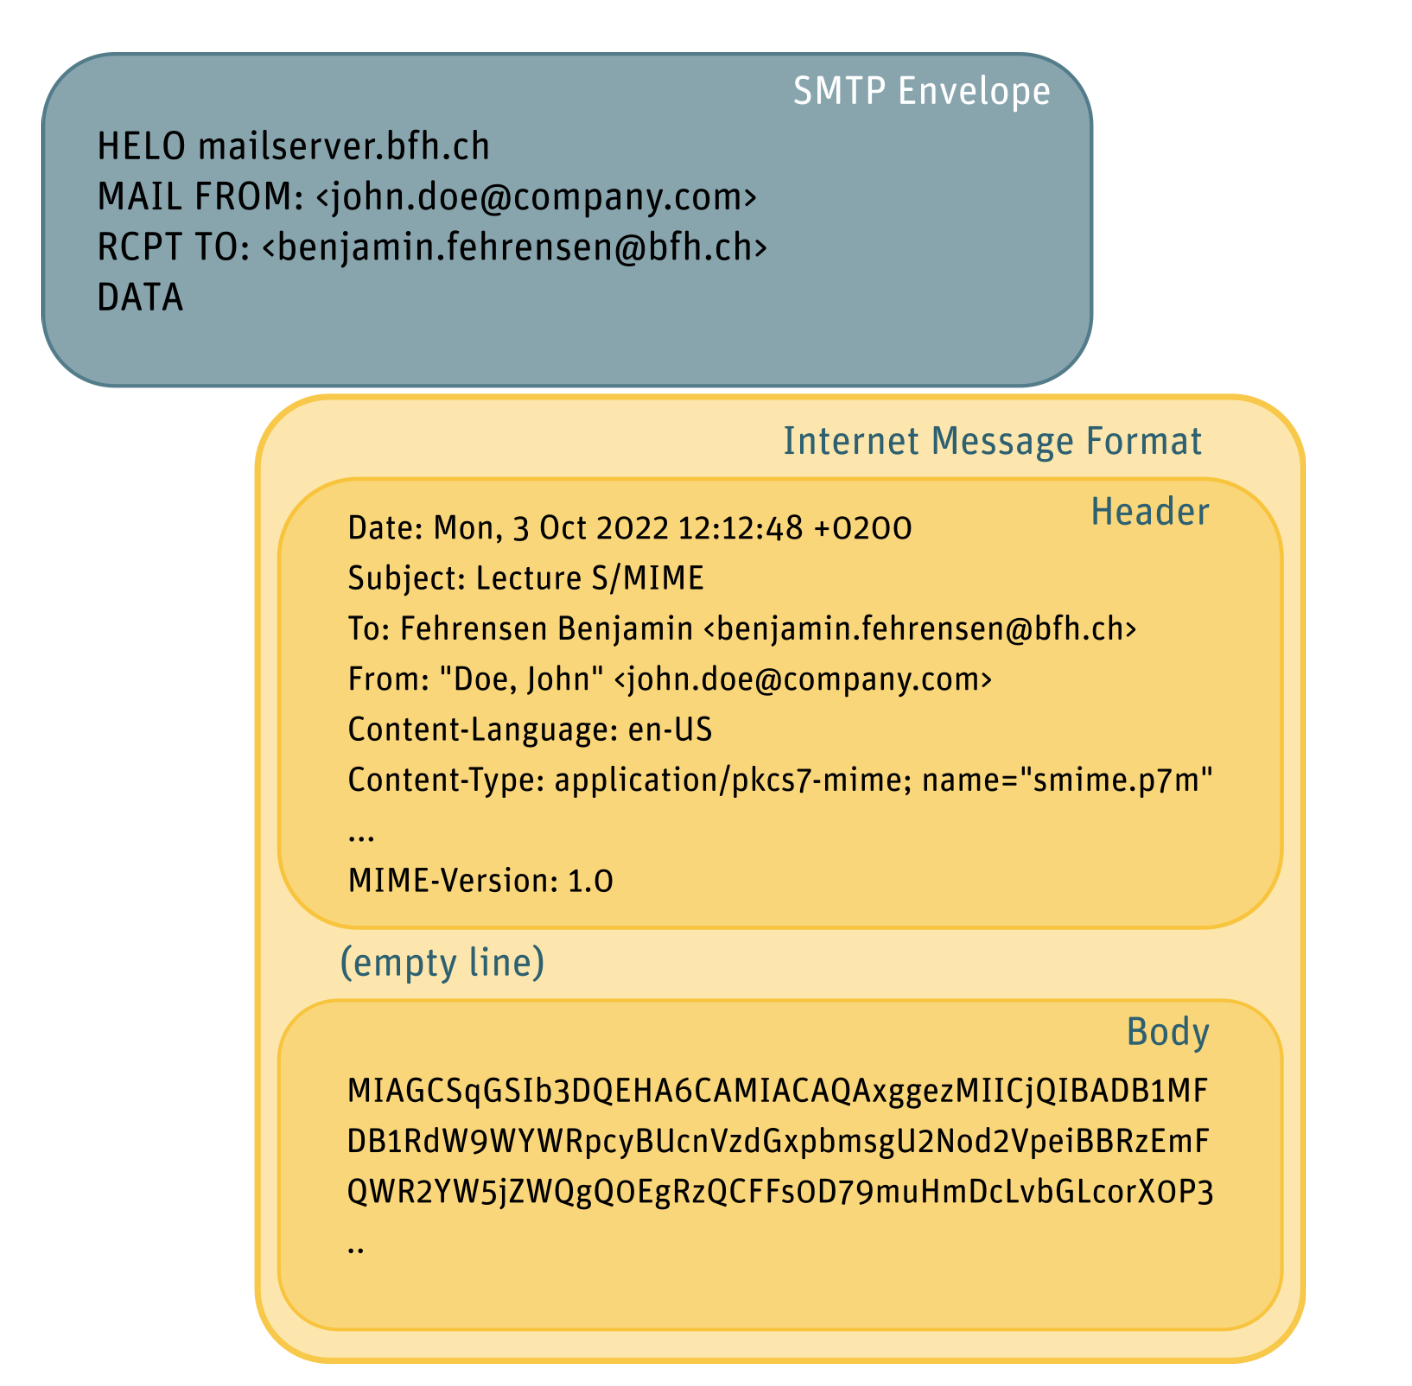 SMTP Envelope
HELO mailserver.bfh.ch
MAIL FROM: <john.doe@company.com>
RCPT TO: <benjamin.fehrensen@bfh.ch>
DATA
Internet Message Format
Header
Date: Mon, 3 Oct 2022 12:12:48 +0200
Subject: Lecture S/MIME
To: Fehrensen Benjamin <benjamin.fehrensen@bfh.ch>
From: "Doe, John" <john.doe@company.com>
Content-Language: en-US
Content-Type: application/pkcs7-mime; name="smime.p7m"
...
MIME-Version: 1.0
(empty line)
Body
MIAGCSqGSIb3DQEHA6CAMIACAQAxggezMIICjQIBADB1MF
DB1RdW9WYWRpcyBUcnVzdGxpbmsgU2Nod2VpeiBBRzEmF
QWR2YW5jZWQgQ0EgRzQCFFs0D79muHmDcLvbGLcorX0P3
..